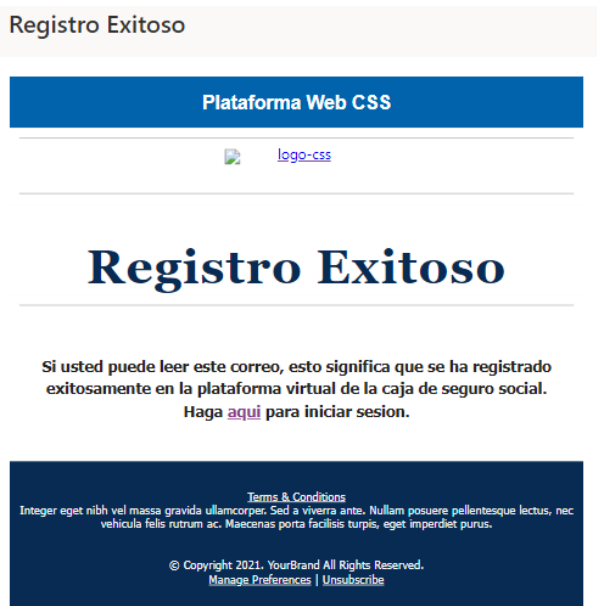 Registro Exitoso
Plataforma Web CSS
logo-css
Registro Exitoso
Si usted puede leer este correo, esto significa que se ha registrado
exitosamente en la plataforma virtual de la caja de seguro social.
Haga aqui para iniciar sesion.
Terms & Conditions
Integer eget nibh vel massa gravida ullamcorper. Sed a viverra ante. Nullam posuere pellentesque lectus, nec
vehicula felis rutrum ac. Maecenas porta facilisis turpis, eget imperdiet purus.
© Copyright 2021. YourBrand All Rights Reserved.
Manage Preferences | Unsubscribe